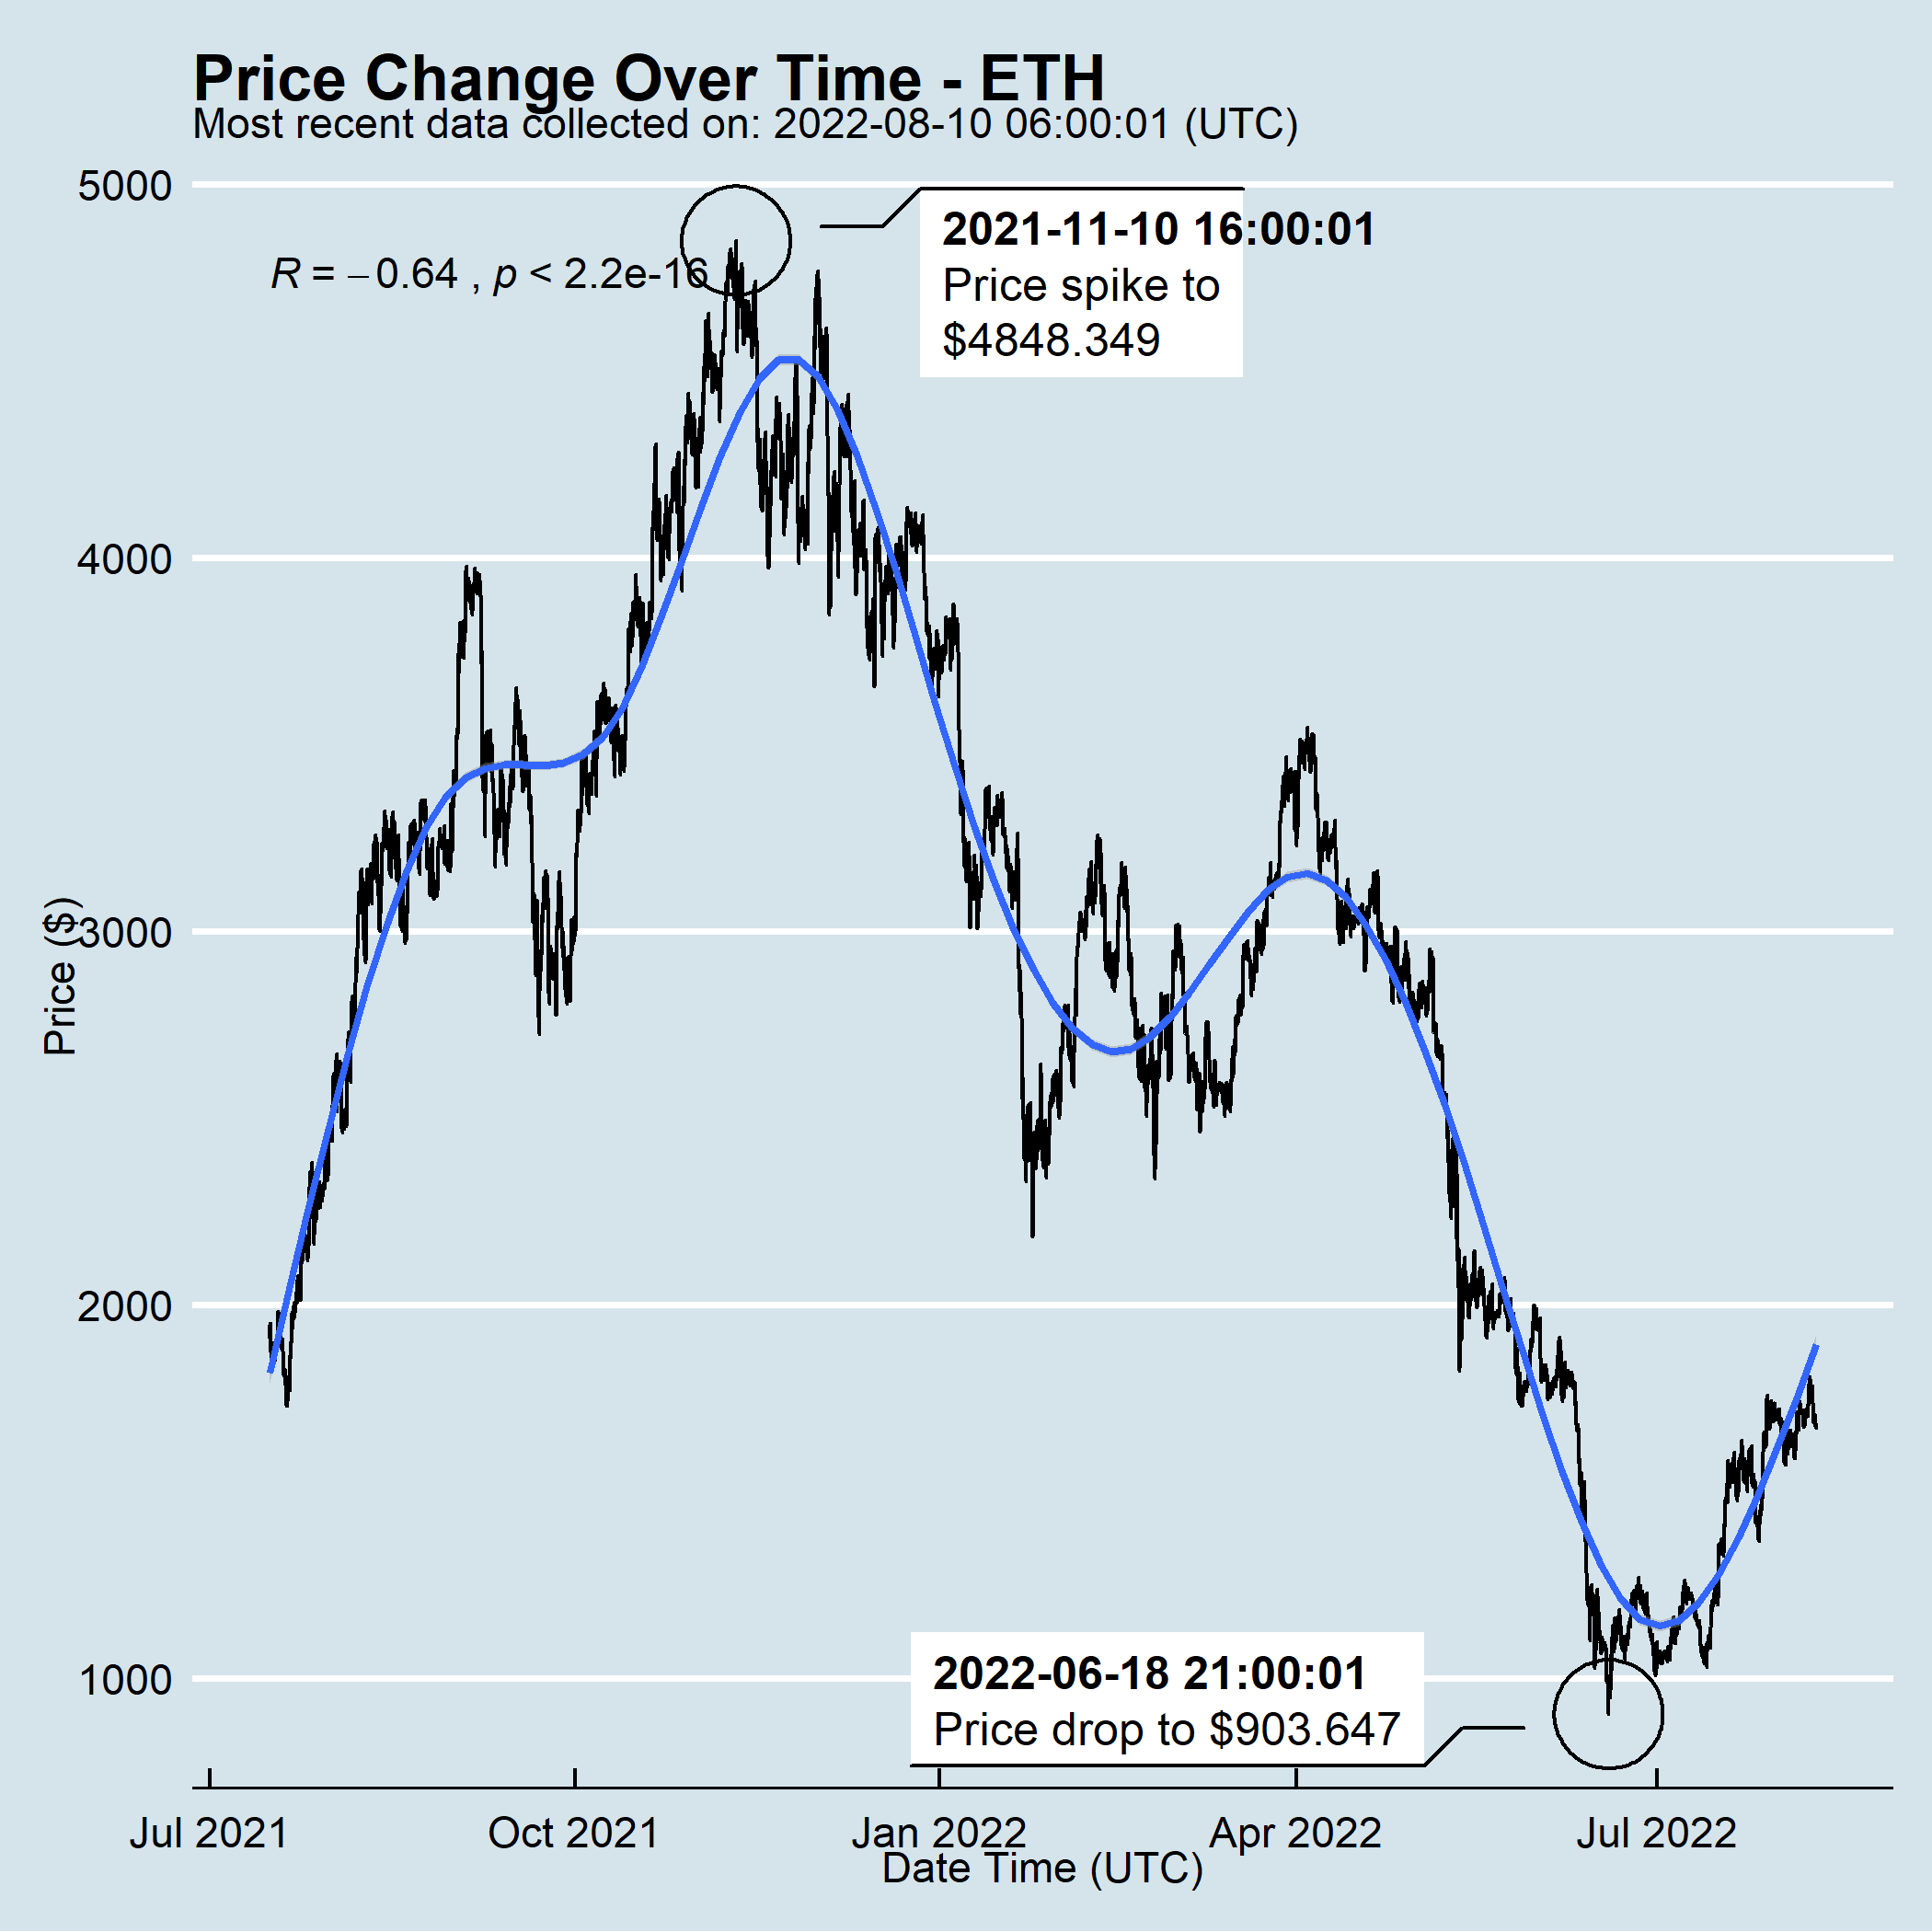 Price Change Over Time - ETH
Most recent data collected on: 2022-08-10 06:00:01 (UTC)
5000
2021-11-10 16:00:01
Price spike to
$4848.349
R = −0.64 , p < 2.2e-16
4000
3000
Price ($)
2000
1000
2022-06-18 21:00:01
Price drop to $903.647
Jul 2021
Oct 2021
Jan 2022
Apr 2022
Jul 2022
Date Time (UTC)